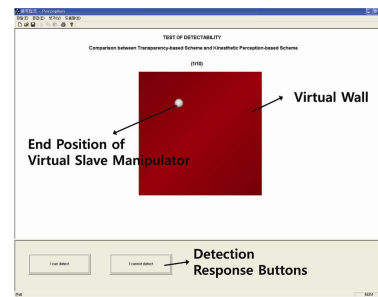 Perception
TEST OF DETECTABILITY
Comparison between Transparency-based Scheme and Kinesthetic Perception-based Scheme
(1/10)
Virtual Wall
End Position of
Virtual Slave Manipulator
I can detect
I cannot detect
Detection
Response Buttons